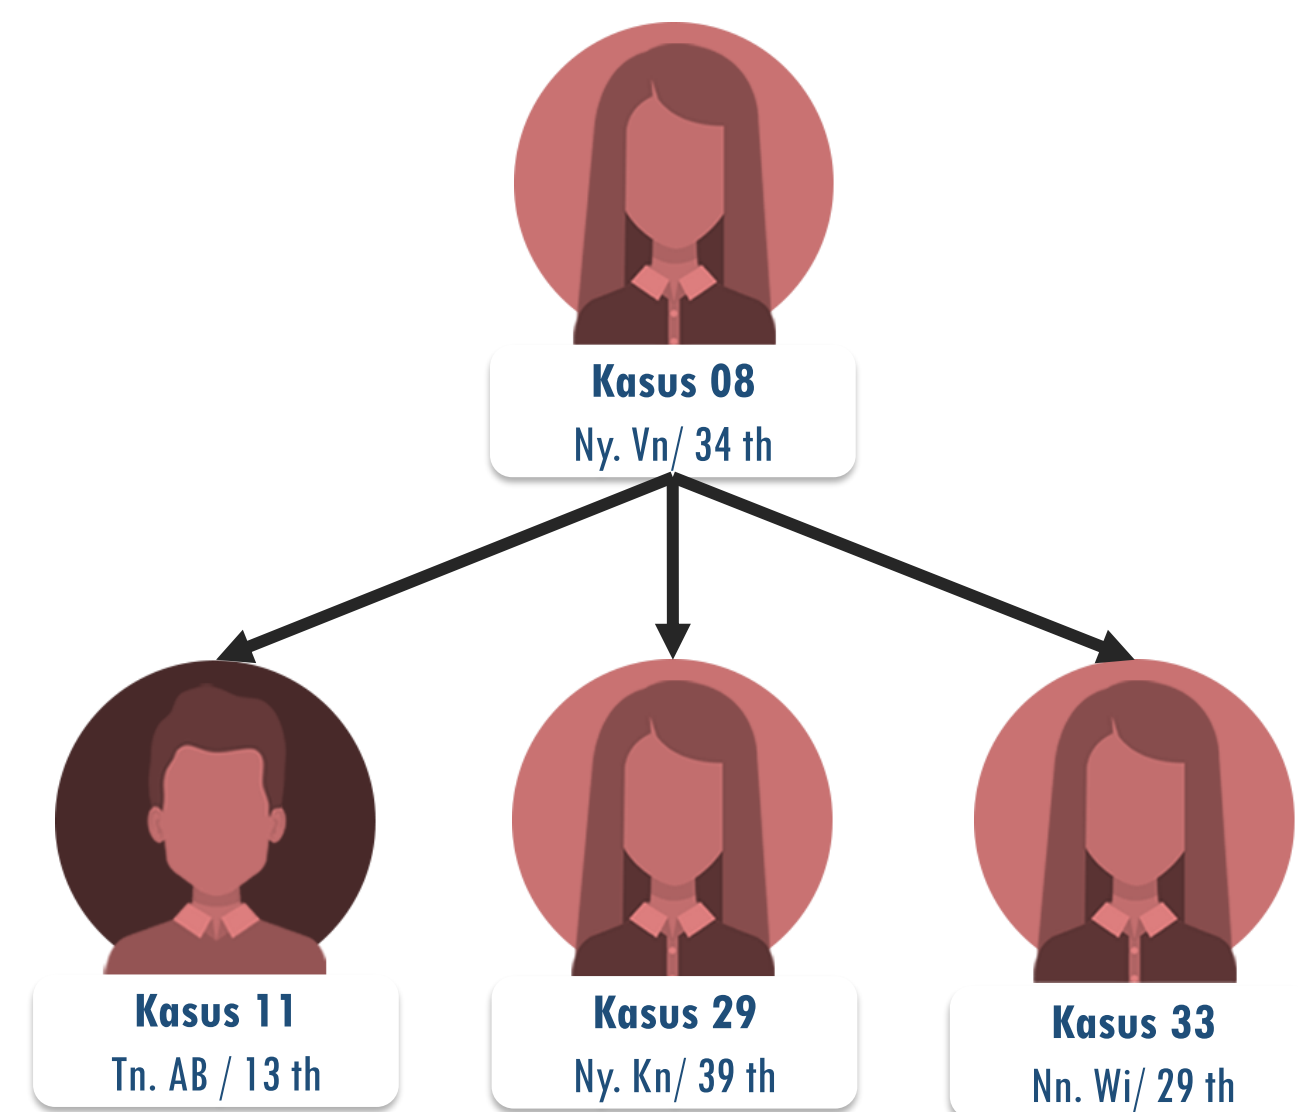 Kasus 08
Ny. Vn/ 34 th
Kasus 11
Tn. AB / 13 th
Kasus 29
Ny. Kn/ 39 th
Kasus 33
Nn. Wi/ 29 th